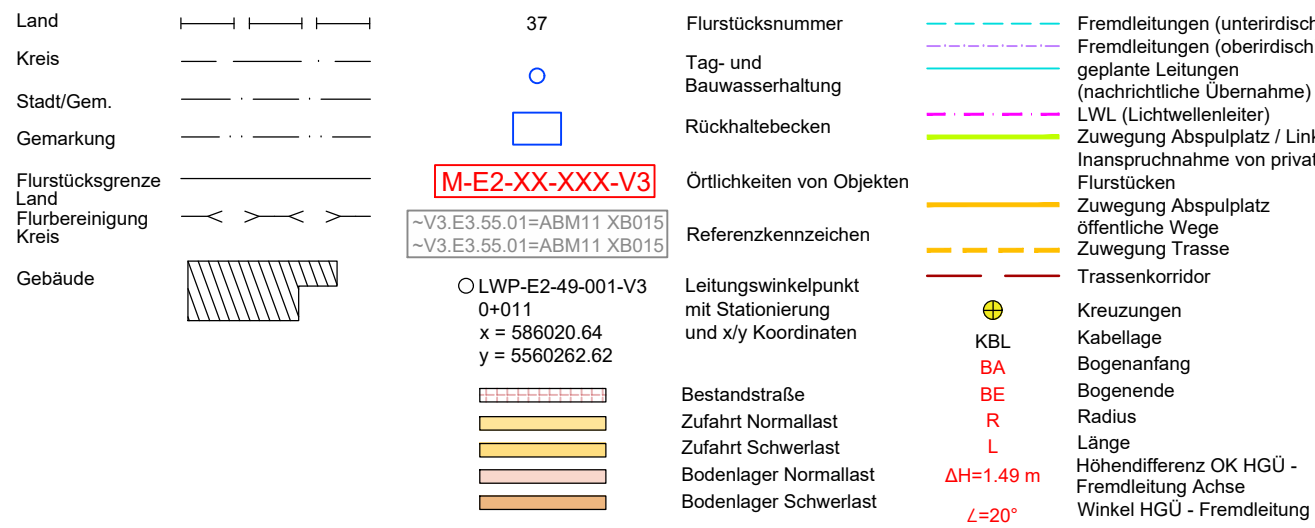 Land
Kreis
Stadt/Gem.
Gemarkung
Flurstücksgrenze
Land
Flurbereinigung
Kreis
Gebäude
37
M-E2-XX-XXX-V3
~V3.E3.55.01=ABM11 XB015
~V3.E3.55.01=ABM11 XB015
LWP-E2-49-001-V3
0+011
x = 586020.64
y = 5560262.62
Flurstücksnummer
Tag- und
Bauwasserhaltung
Rückhaltebecken
Örtlichkeiten von Objekten
Referenzkennzeichen
Leitungswinkelpunkt
mit Stationierung
und x/y Koordinaten
Bestandstraße
Zufahrt Normallast
Zufahrt Schwerlast
Bodenlager Normallast
Bodenlager Schwerlast
Fremdleitungen (unterirdisch
Fremdleitungen (oberirdisch
geplante Leitungen
(nachrichtliche Übernahme)
LWL (Lichtwellenleiter)
Zuwegung Abspulplatz / Link
Inanspruchnahme von privat
Flurstücken
Zuwegung Abspulplatz
öffentliche Wege
Zuwegung Trasse
Trassenkorridor
Kreuzungen
KBL Kabellage
BA Bogenanfang
BE Bogenende
R Radius
L Länge
ΔH=1.49 m Höhendifferenz OK HGÜ -
Fremdleitung Achse
∠=20° Winkel HGÜ - Fremdleitung